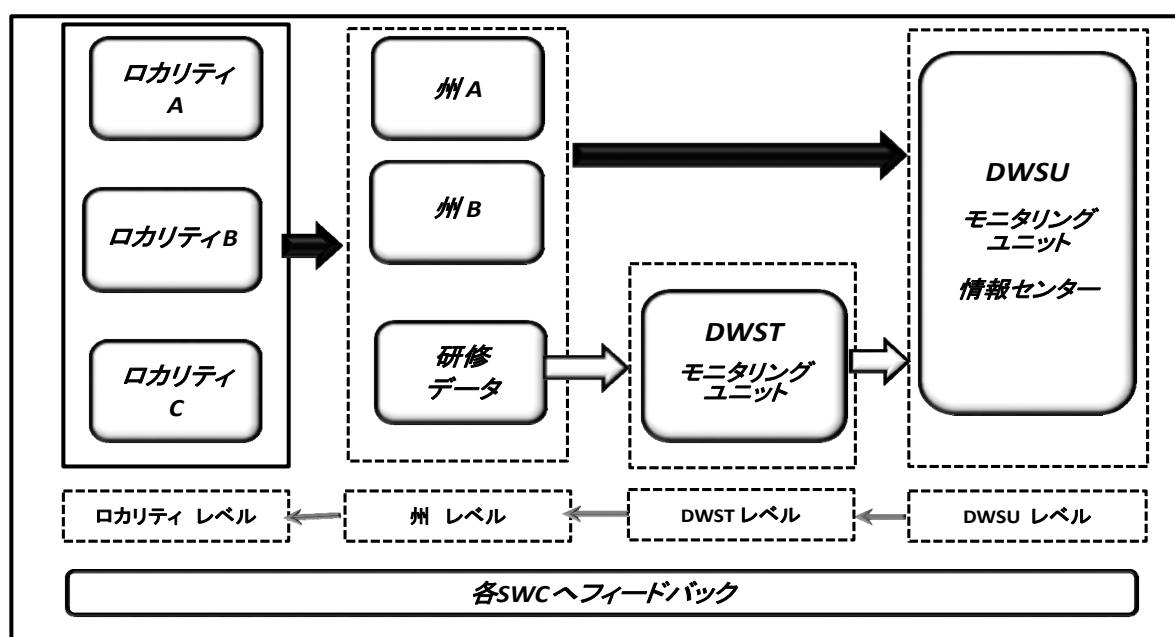 ロカリティ
A
ロカリティB
ロカリティ
C
州A
州B
研修
データ
DWST
モニタリング
ユニット
DWSU
モニタリング
ユニット
情報センター
ロカリティ レベル
州 レベル
DWST レベル
DWSU レベル
各SWCへフィードバック